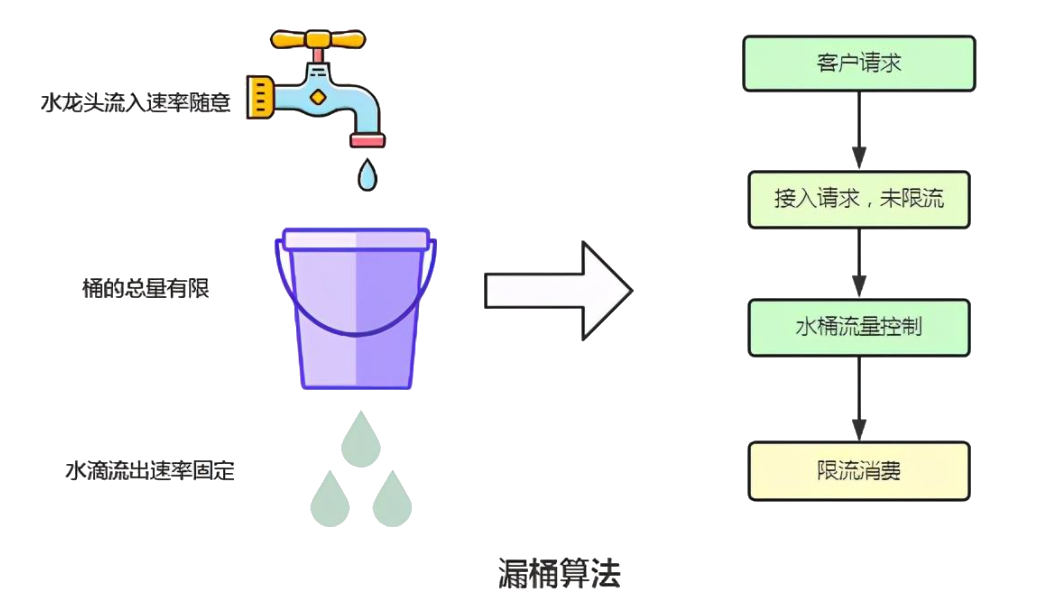 水龙头流入速率随意
桶的总量有限
水滴流出速率固定
客户请求
接入请求，未限流
水桶流量控制
限流消费
漏桶算法